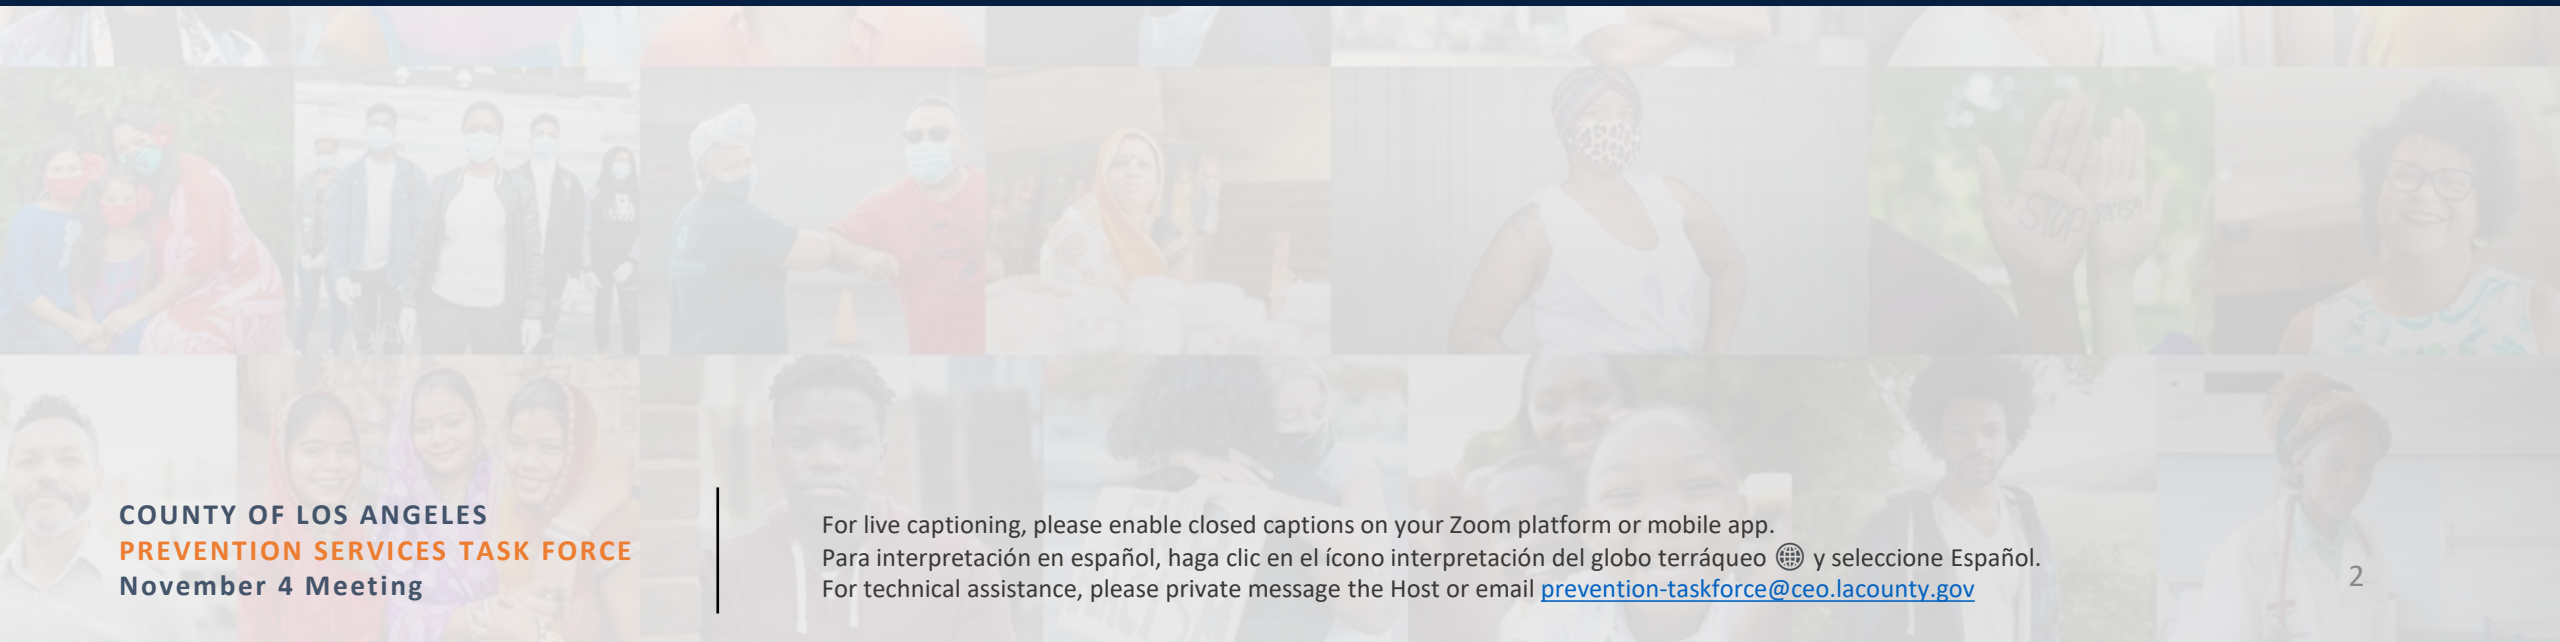 STOP RACISM
COUNTY OF LOS ANGELES
PREVENTION SERVICES TASK FORCE
November 4 Meeting
For live captioning, please enable closed captions on your Zoom platform or mobile app.
Para interpretación en español, haga clic en el ícono interpretación del globo terráqueo y seleccione Español.
For technical assistance, please private message the Host or email prevention-taskforce@ceo.lacounty.gov
2